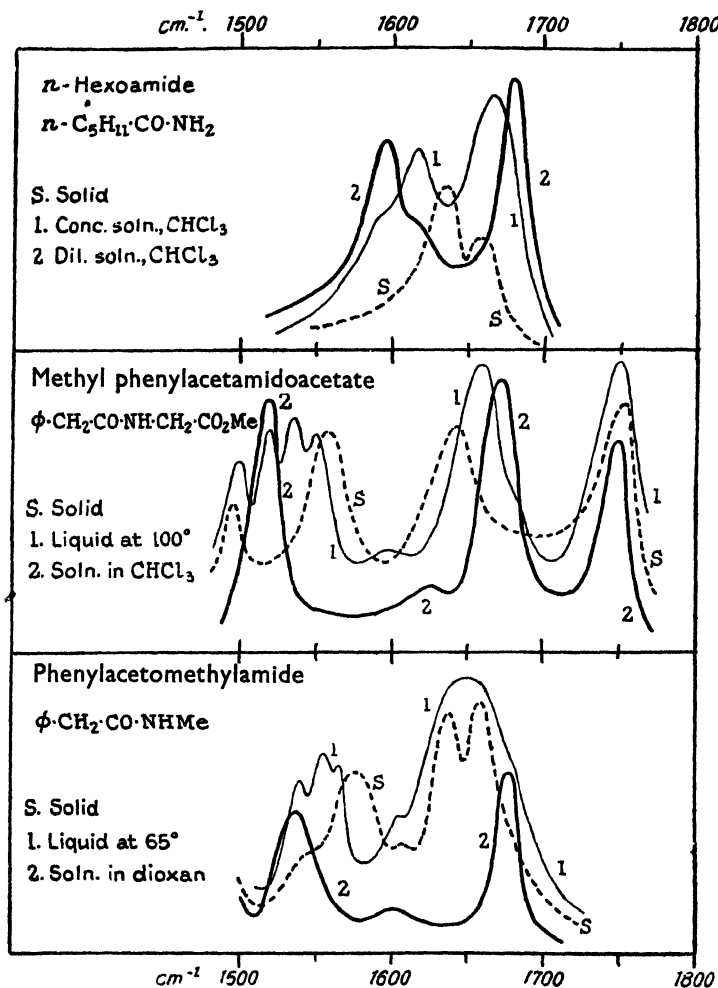 cm.⁻¹. 1500 1600 1700 1800
n-Hexoamide
n-C₅H₁₁·CO·NH₂
S. Solid
1. Conc. soln., CHCl₃
2 Dil. soln., CHCl₃
2
1
2
1
S
S
Methyl phenylacetamidoacetate
ϕ·CH₂·CO·NH·CH₂·CO₂Me
S. Solid
1. Liquid at 100°
2. Soln. in CHCl₃
2
2
1
S
2
1
2
1
S
2
Phenylacetomethylamide
ϕ·CH₂·CO·NHMe
S. Solid
1. Liquid at 65°
2. Soln. in dioxan
1
S
2
1
2
1
S
cm⁻¹ 1500 1600 1700 1800